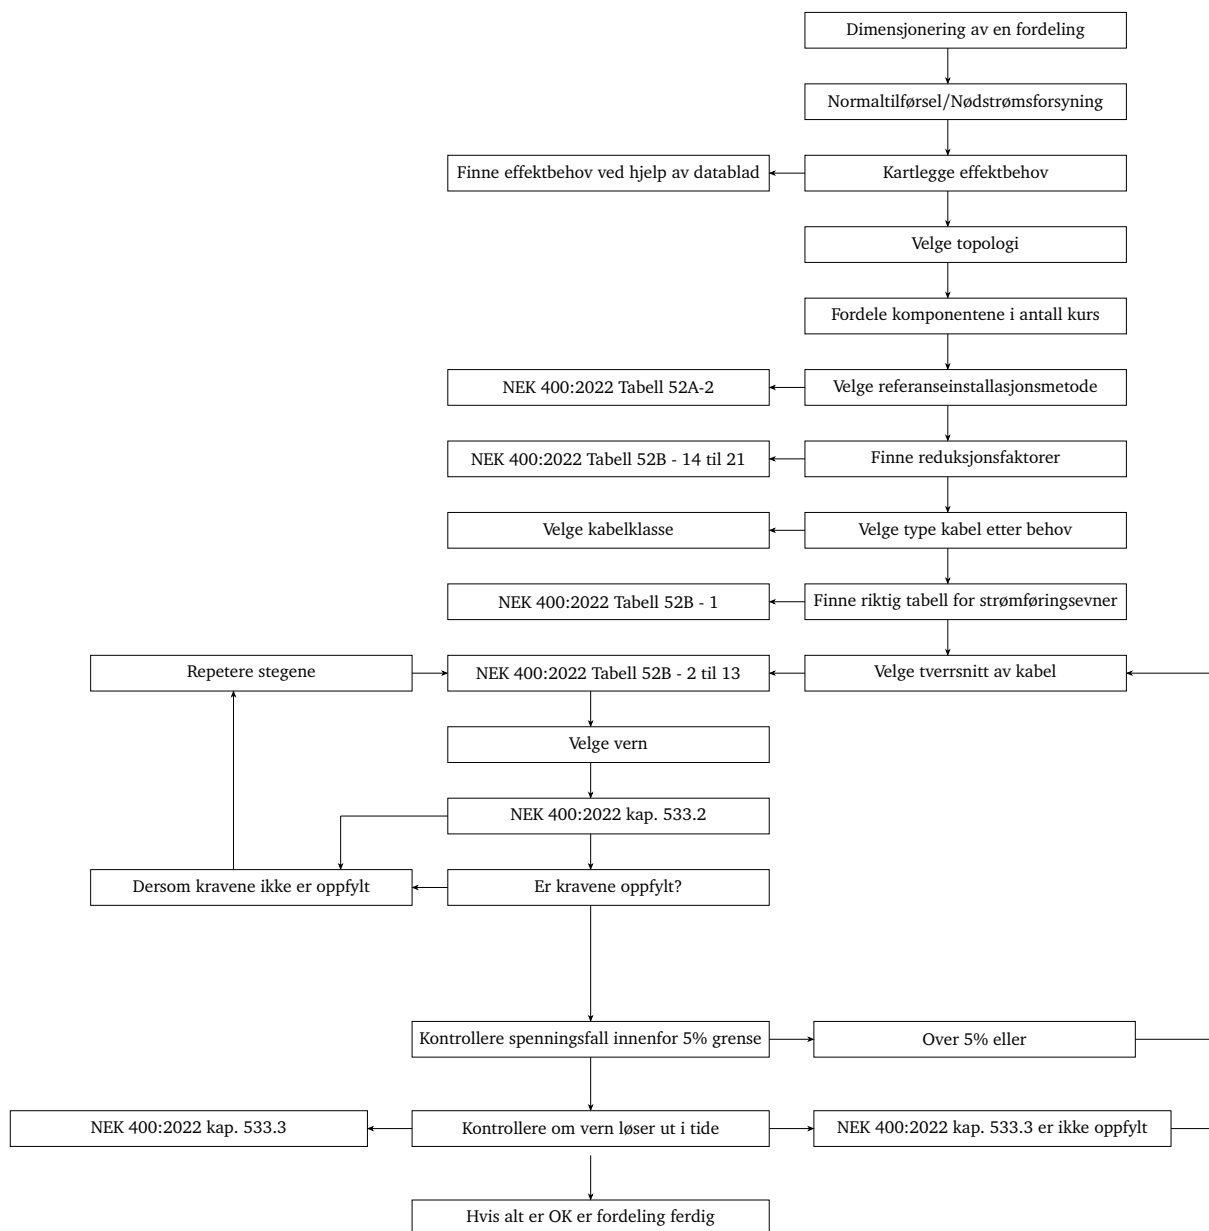 Dimensjonering av en fordeling
Normaltilførsel/Nødstrømsforsyning
Finne effektbehov ved hjelp av datablad
Kartlegge effektbehov
Velge topologi
Fordele komponentene i antall kurs
NEK 400:2022 Tabell 52A-2
Velge referanseinstallasjonsmetode
NEK 400:2022 Tabell 52B - 14 til 21
Finne reduksjonsfaktorer
Velge kabelklasse
Velge type kabel etter behov
NEK 400:2022 Tabell 52B - 1
Finne riktig tabell for strømføringsevner
Repetere stegene
NEK 400:2022 Tabell 52B - 2 til 13
Velge tverrsnitt av kabel
Velge vern
NEK 400:2022 kap. 533.2
Dersom kravene ikke er oppfylt
Er kravene oppfylt?
Kontrollere spenningsfall innenfor 5% grense
Over 5% eller
NEK 400:2022 kap. 533.3
Kontrollere om vern løser ut i tide
NEK 400:2022 kap. 533.3 er ikke oppfylt
Hvis alt er OK er fordeling ferdig